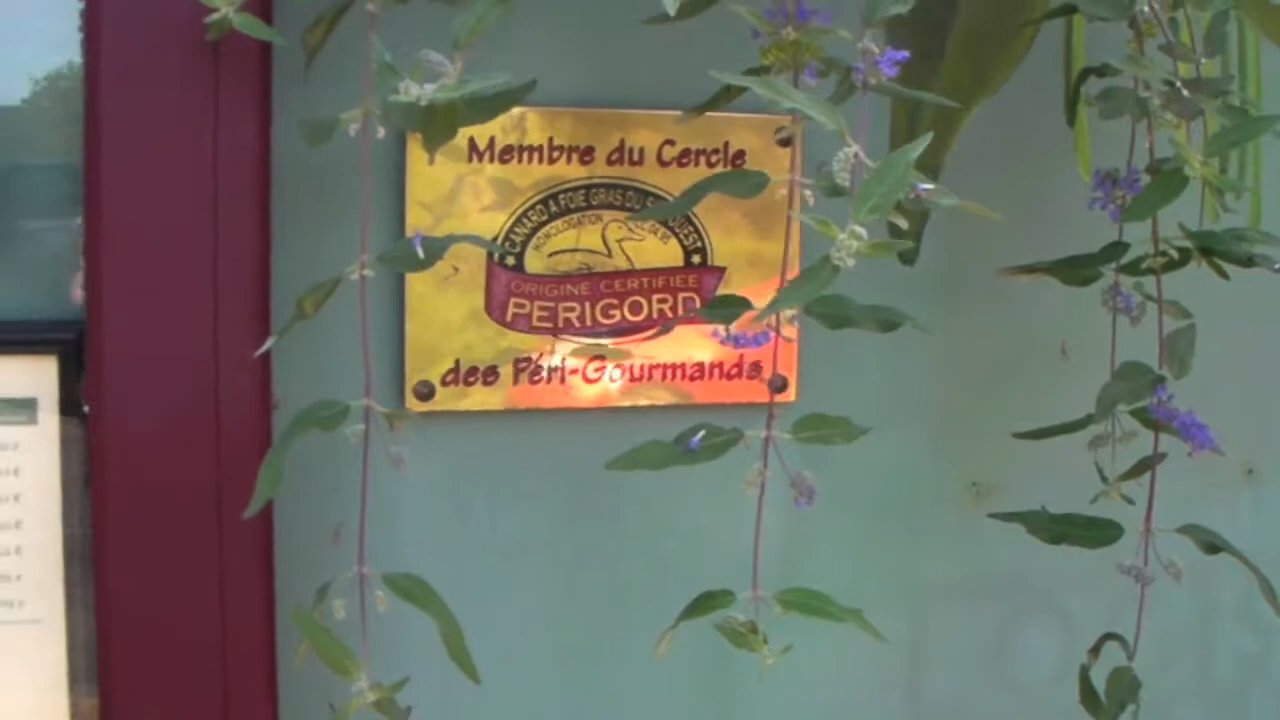 Membre du Cercle
CANARD A FOIE GRAS DU
HOMOLOGATION
ORIGINE CERTIFIEE
PERIGORD
des Péri-Gourmands